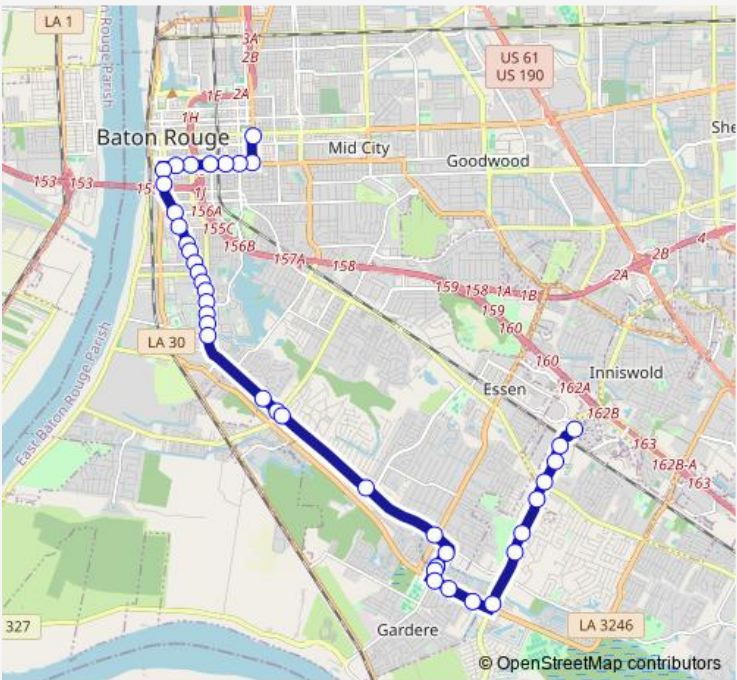 LA 1
n Rouge Parish
3A
2B
US 61
US 190
1E 2A
1H
Baton Rouge
Mid City
She
Goodwood
153 153
15
1J
156A
155C
156B
157A 158
159 158 1A 1B
2A
2B
4
159
160
LA 30
160
East Baton Rouge Parish
Inniswold
Essen
162A
162B
163
162B-A
163
327
Gardere
LA 3246
© OpenStreetMap contributors